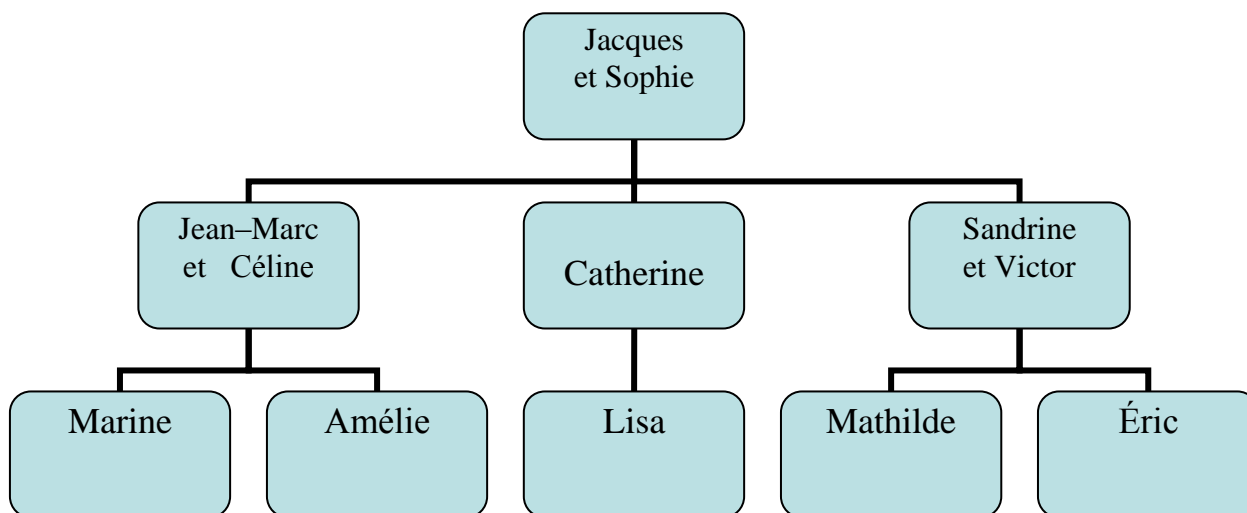 Jacques
et Sophie
Jean–Marc
et Céline
Catherine
Sandrine
et Victor
Marine
Amélie
Lisa
Mathilde
Éric